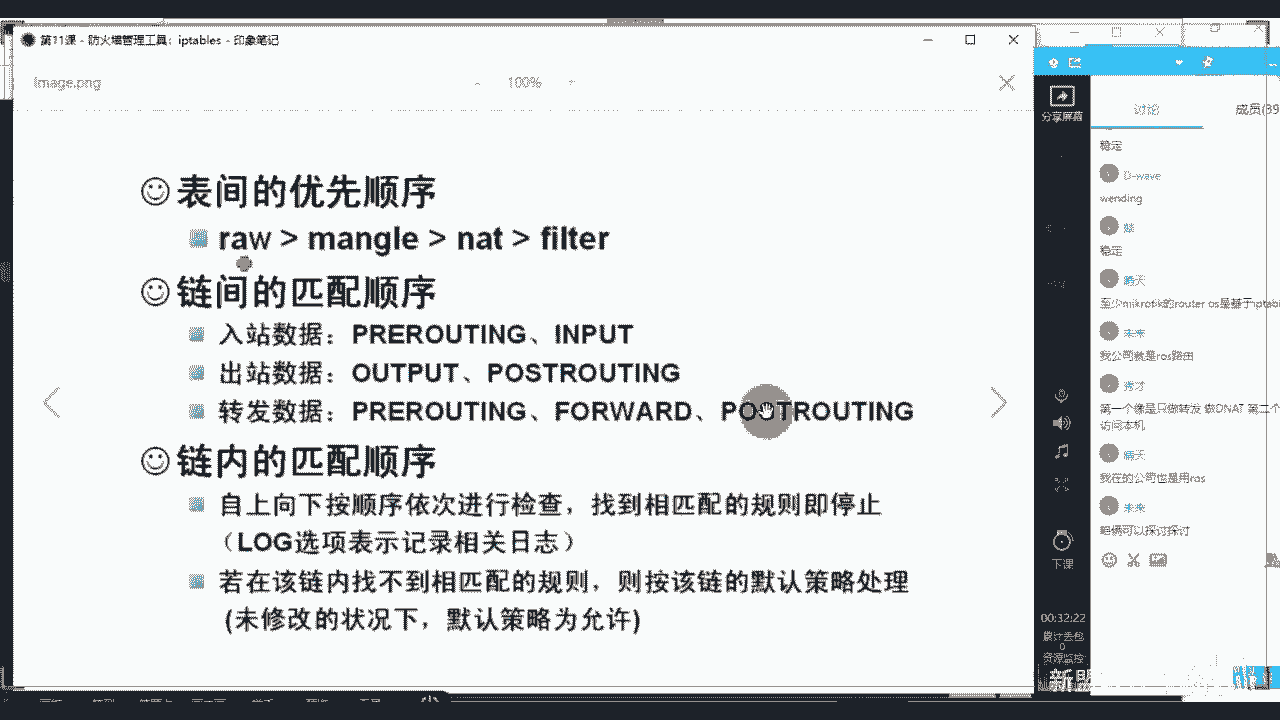 第11课 - 防火墙管理工具：iptables - 印象笔记
Image.png
100%
表间的优先顺序
raw > mangle > nat > filter
链间的匹配顺序
入站数据：PREROUTING、INPUT
出站数据：OUTPUT、POSTROUTING
转发数据：PREROUTING、FORWARD、POSTROUTING
链内的匹配顺序
自上向下按顺序依次进行检查，找到相匹配的规则即停止
（LOG选项表示记录相关日志）
若在该链内找不到相匹配的规则，则按该链的默认策略处理
(未修改的状况下，默认策略为允许)
分享屏幕
下课
00:32:22
累计丢包
0
资源监控
讨论
成员(39
稳定
D-wave
wending
稳定
晴天
至少mikrotik的router os是基于iptab
未来
我公司就是ros路由
秀才
第一个像是只做转发 做DNAT 第二个
访问本机
晴天
我在的公司也是用ros
未来
可以探讨探讨
新盟